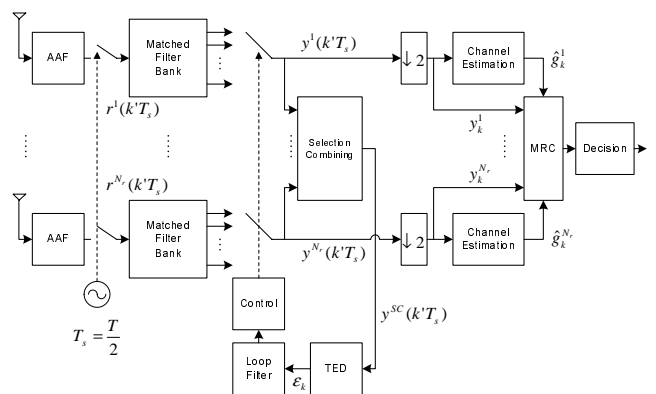 AAF
Matched
Filter
Bank
y^1(k'T_s)
↓2
Channel
Estimation
ĝ_k^1
r^1(k'T_s)
y_k^1
Selection
Combining
MRC
Decision
r^{N_r}(k'T_s)
y_k^{N_r}
AAF
Matched
Filter
Bank
y^{N_r}(k'T_s)
↓2
Channel
Estimation
ĝ_k^{N_r}
Control
T_s = T/2
y^{SC}(k'T_s)
Loop
Filter
ε_k
TED